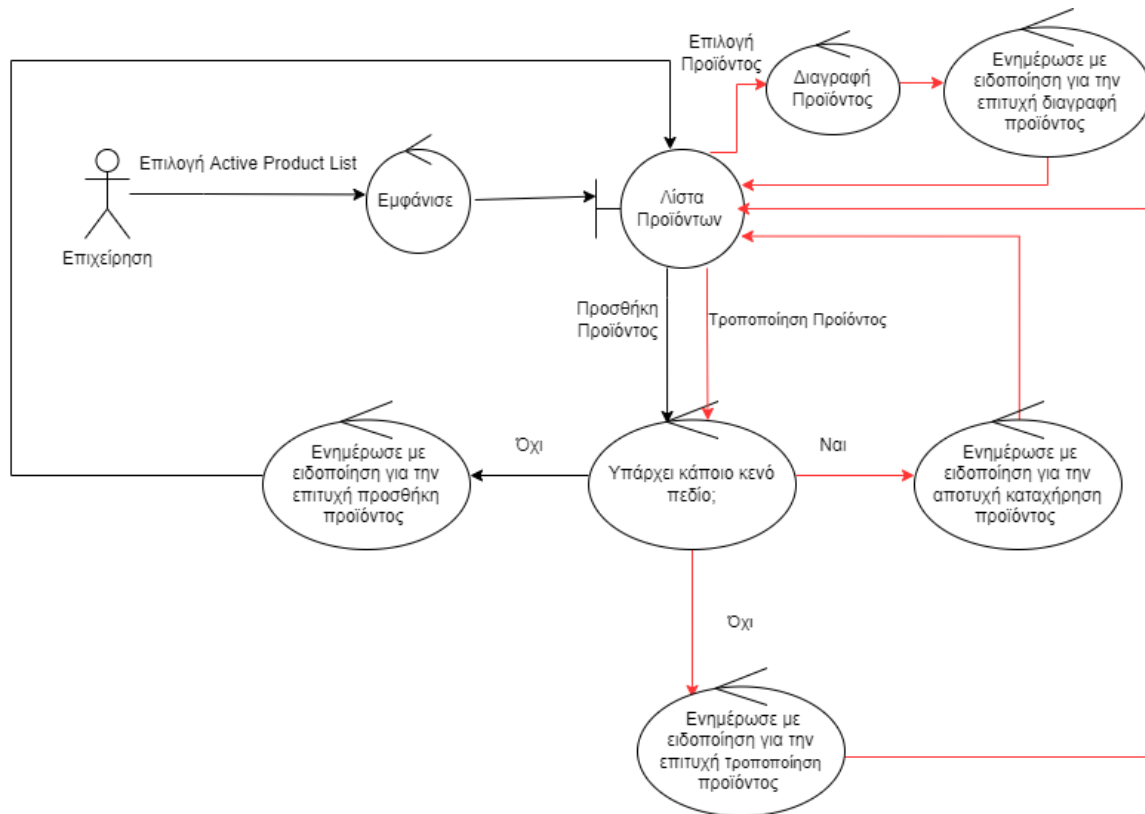 Επιλογή
Προϊόντος
Διαγραφή
Προϊόντος
Ενημέρωσε με
ειδοποίηση για την
επιτυχή διαγραφή
προϊόντος
Επιλογή Active Product List
Επιχείρηση
Εμφάνισε
Λίστα
Προϊόντων
Προσθήκη
Προϊόντος
Τροποποίηση Προϊόντος
Ενημέρωσε με
ειδοποίηση για την
επιτυχή προσθήκη
προϊόντος
Όχι
Υπάρχει κάποιο κενό
πεδίο;
Ναι
Ενημέρωσε με
ειδοποίηση για την
αποτυχή καταχήρηση
προϊόντος
Όχι
Ενημέρωσε με
ειδοποίηση για την
επιτυχή τροποποίηση
προϊόντος